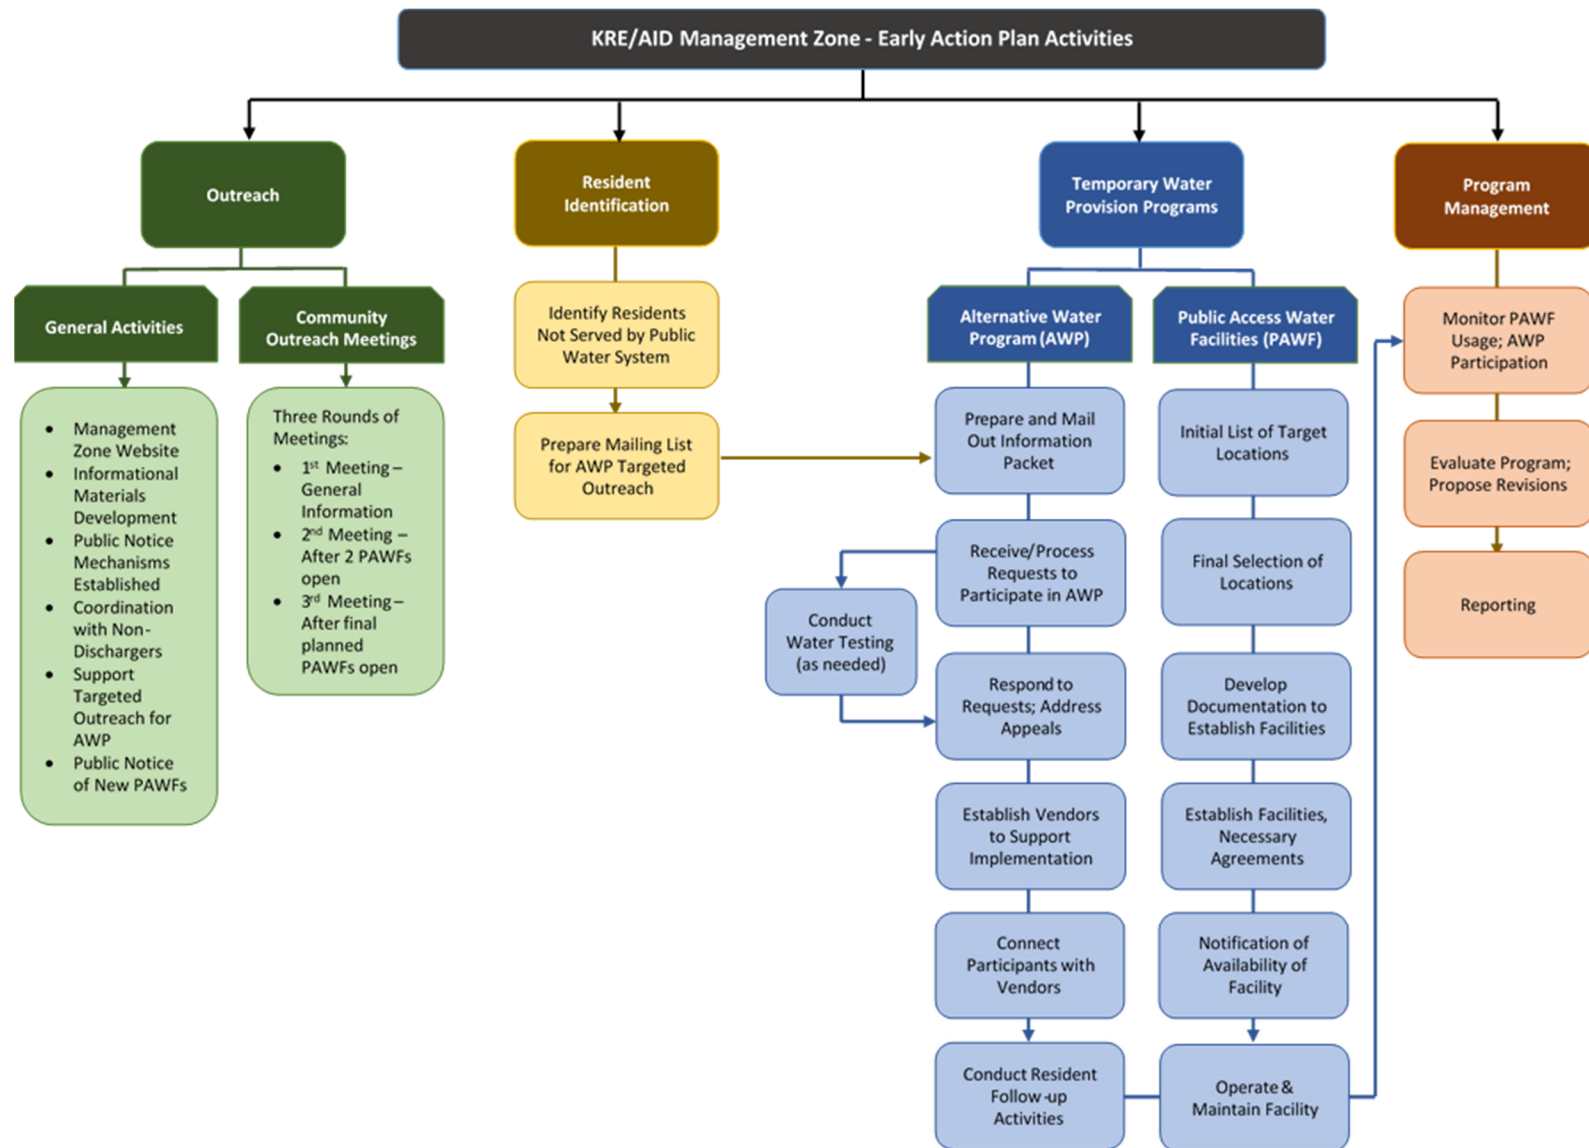 KRE/AID Management Zone - Early Action Plan Activities
Outreach
Resident
Identification
Temporary Water
Provision Programs
Program
Management
General Activities
Community
Outreach Meetings
• Management
Zone Website
• Informational
Materials
Development
• Public Notice
Mechanisms
Established
• Coordination
with Non-
Dischargers
• Support
Targeted
Outreach for
AWP
• Public Notice
of New PAWFs
Three Rounds of
Meetings:
• 1st Meeting –
General
Information
• 2nd Meeting –
After 2 PAWFs
open
• 3rd Meeting –
After final
planned
PAWFs open
Identify Residents
Not Served by Public
Water System
Prepare Mailing List
for AWP Targeted
Outreach
Alternative Water
Program (AWP)
Prepare and Mail
Out Information
Packet
Receive/Process
Requests to
Participate in AWP
Conduct
Water Testing
(as needed)
Respond to
Requests; Address
Appeals
Establish Vendors
to Support
Implementation
Connect
Participants with
Vendors
Conduct Resident
Follow-up
Activities
Public Access Water
Facilities (PAWF)
Initial List of Target
Locations
Final Selection of
Locations
Develop
Documentation to
Establish Facilities
Establish Facilities,
Necessary
Agreements
Notification of
Availability of
Facility
Operate &
Maintain Facility
Monitor PAWF
Usage; AWP
Participation
Evaluate Program;
Propose Revisions
Reporting